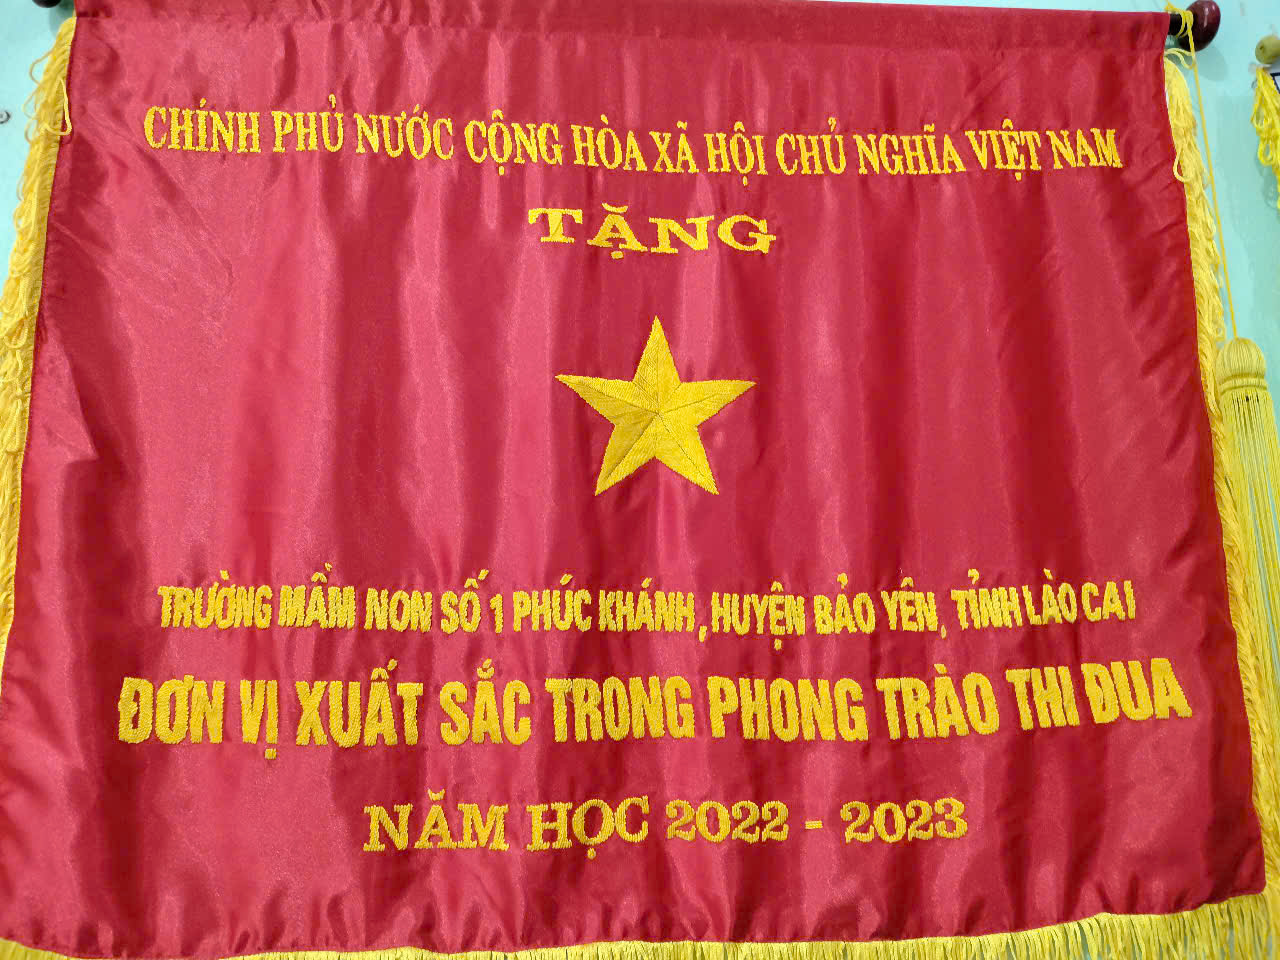 CHÍNH PHỦ NƯỚC CỘNG HÒA XÃ HỘI CHỦ NGHĨA VIỆT NAM
TẶNG
TRƯỜNG MẦM NON SỐ 1 PHÚC KHÁNH, HUYỆN BẢO YÊN, TỈNH LÀO CAI
ĐƠN VỊ XUẤT SẮC TRONG PHONG TRÀO THI ĐUA
NĂM HỌC 2022 - 2023